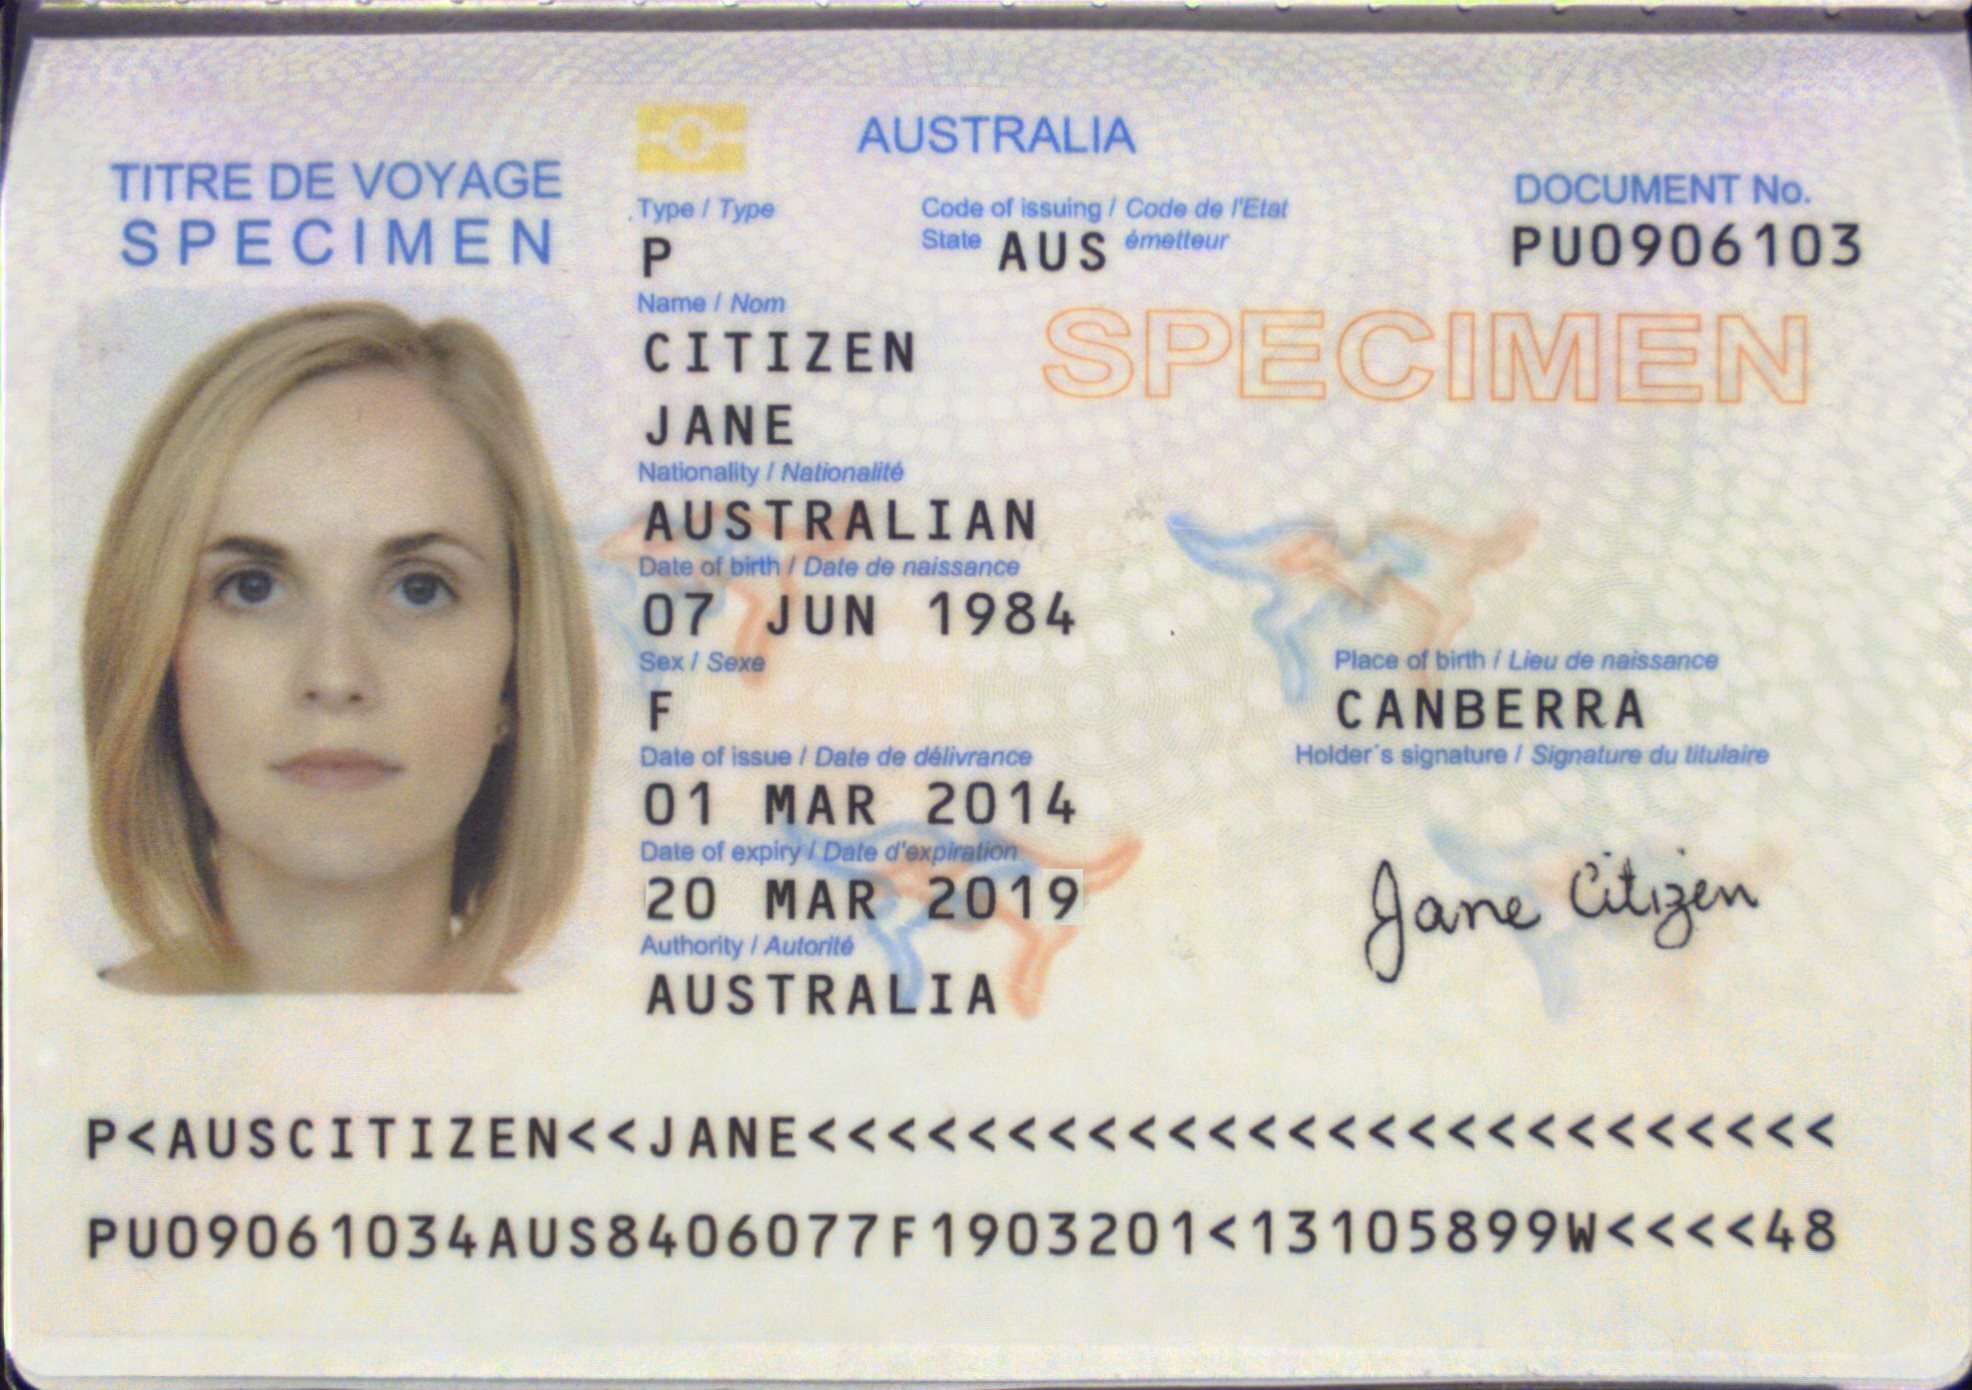 AUSTRALIA
TITRE DE VOYAGE
SPECIMEN
Type / Type
P
Code of issuing / Code de l'Etat
State AUS émetteur
DOCUMENT No.
PU0906103
Name / Nom
CITIZEN
JANE
SPECIMEN
Nationality / Nationalité
AUSTRALIAN
Date of birth / Date de naissance
07 JUN 1984
Sex / Sexe
F
Place of birth / Lieu de naissance
CANBERRA
Date of issue / Date de délivrance
01 MAR 2014
Holder´s signature / Signature du titulaire
Jane Citizen
Date of expiry / Date d'expiration
20 MAR 2019
Authority / Autorité
AUSTRALIA
P<AUSCITIZEN<<JANE<<<<<<<<<<<<<<<<<<<<<<<<<<
PU09061034AUS8406077F1903201<13105899W<<<<48